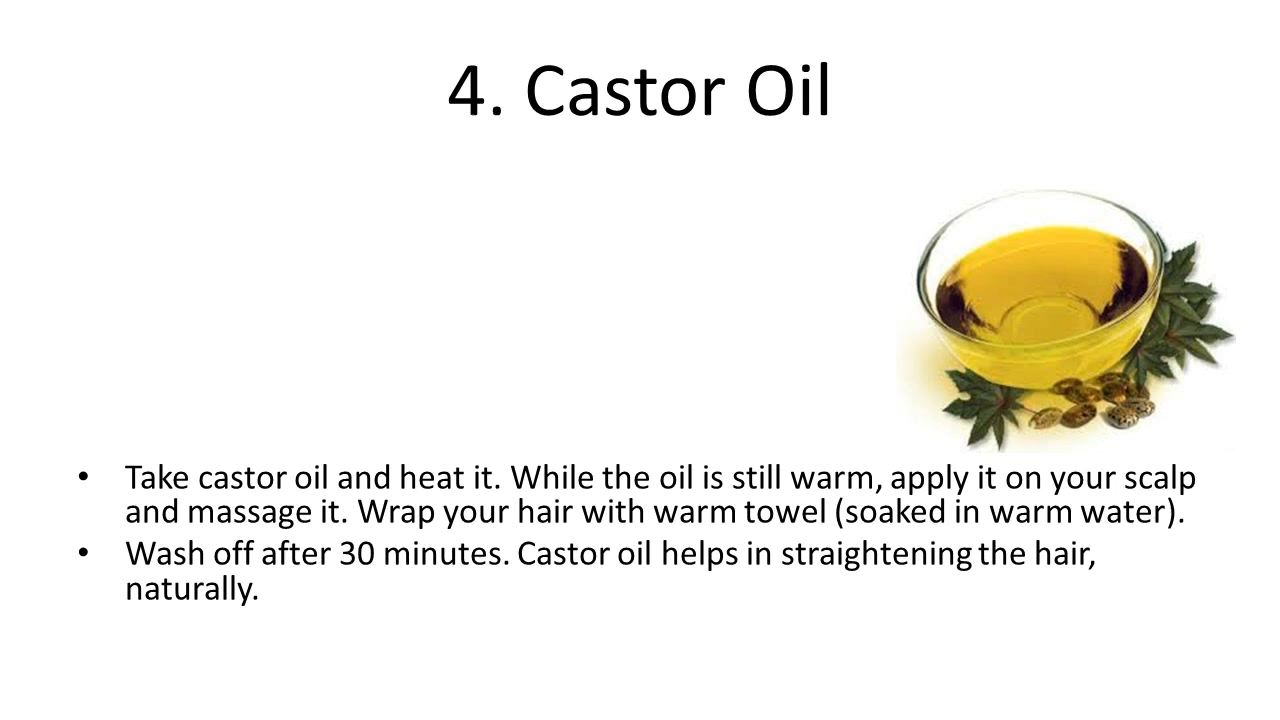 4. Castor Oil
• Take castor oil and heat it. While the oil is still warm, apply it on your scalp
and massage it. Wrap your hair with warm towel (soaked in warm water).
• Wash off after 30 minutes. Castor oil helps in straightening the hair,
naturally.